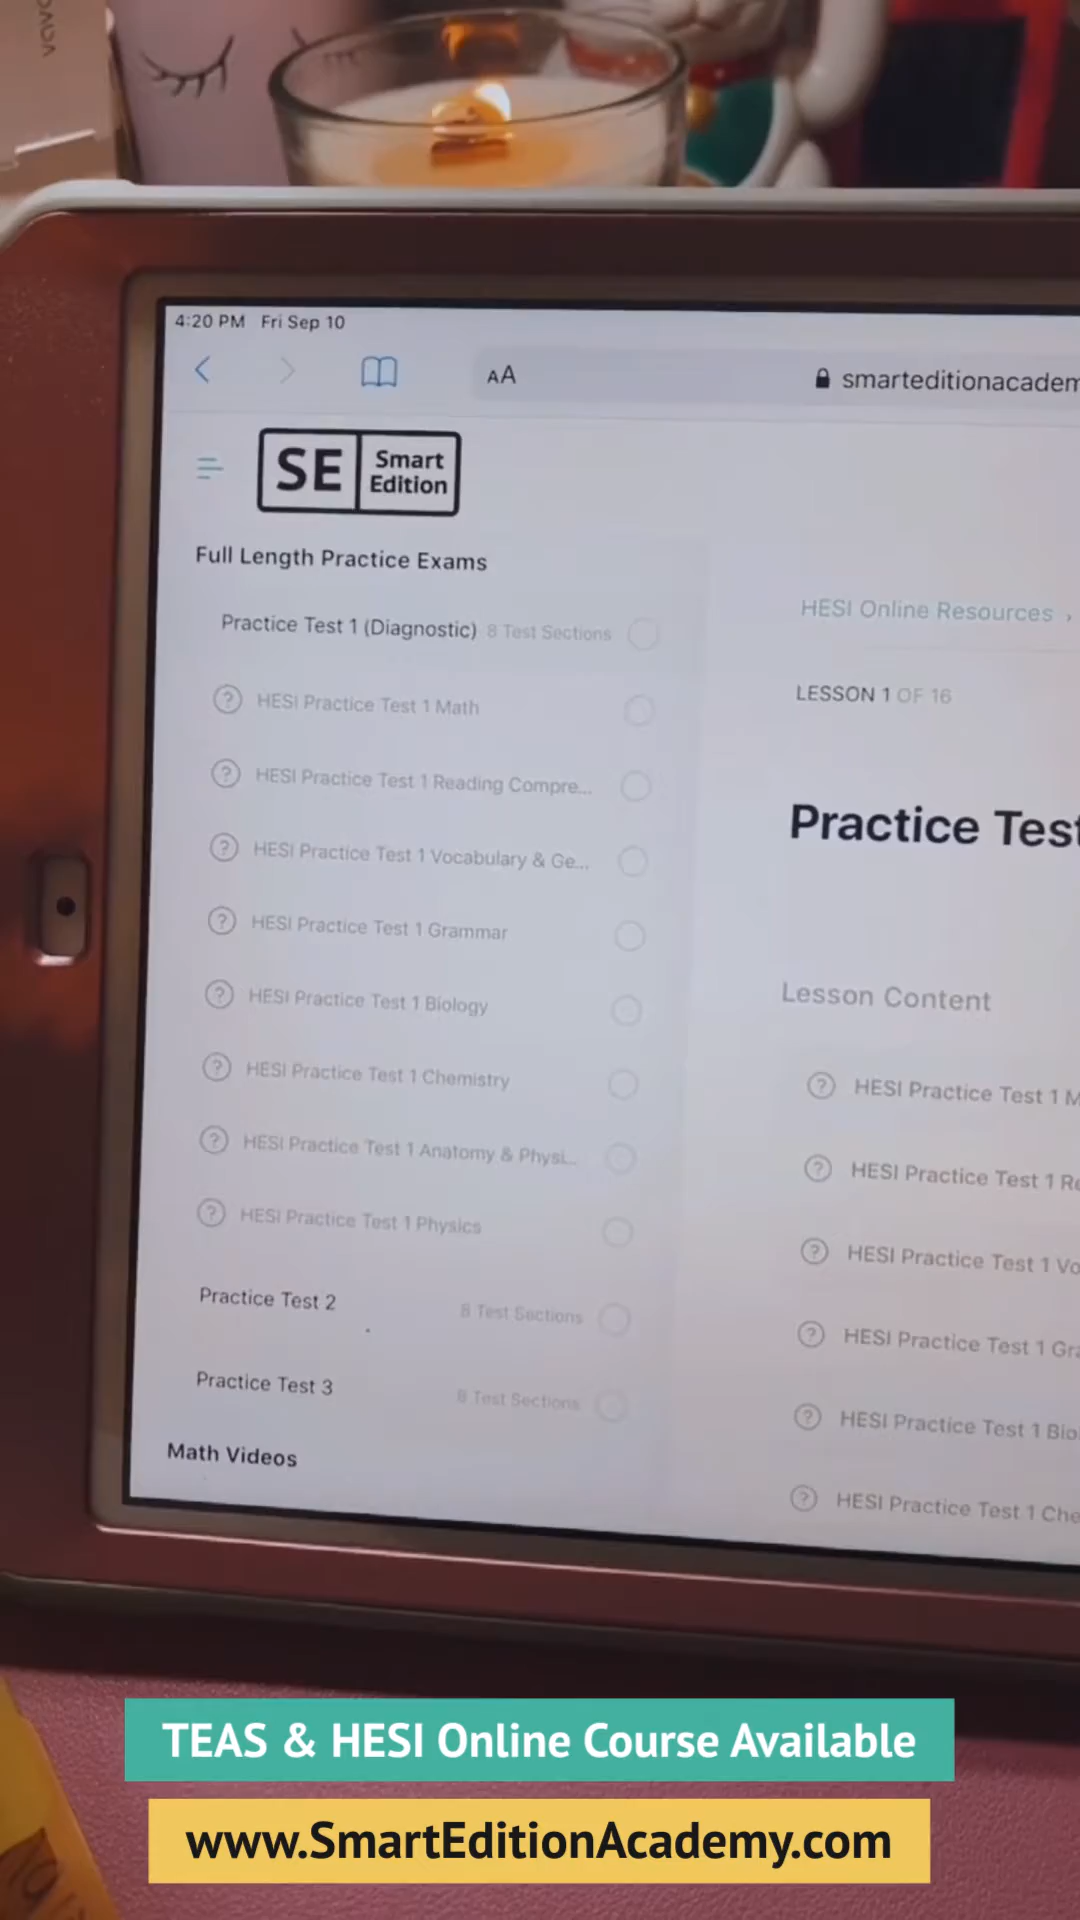 4:20 PM Fri Sep 10
AA
smarteditionacadem
SE Smart
Edition
Full Length Practice Exams
Practice Test 1 (Diagnostic) 8 Test Sections
? HESI Practice Test 1 Math
? HESI Practice Test 1 Reading Compre...
? HESI Practice Test 1 Vocabulary & Ge...
? HESI Practice Test 1 Grammar
? HESI Practice Test 1 Biology
? HESI Practice Test 1 Chemistry
? HESI Practice Test 1 Anatomy & Physi...
? HESI Practice Test 1 Physics
Practice Test 2 8 Test Sections
Practice Test 3 8 Test Sections
Math Videos
HESI Online Resources ›
LESSON 1 OF 16
Practice Test
Lesson Content
? HESI Practice Test 1 M
? HESI Practice Test 1 Re
? HESI Practice Test 1 Vo
? HESI Practice Test 1 Gra
? HESI Practice Test 1 Bio
? HESI Practice Test 1 Che
TEAS & HESI Online Course Available
www.SmartEditionAcademy.com